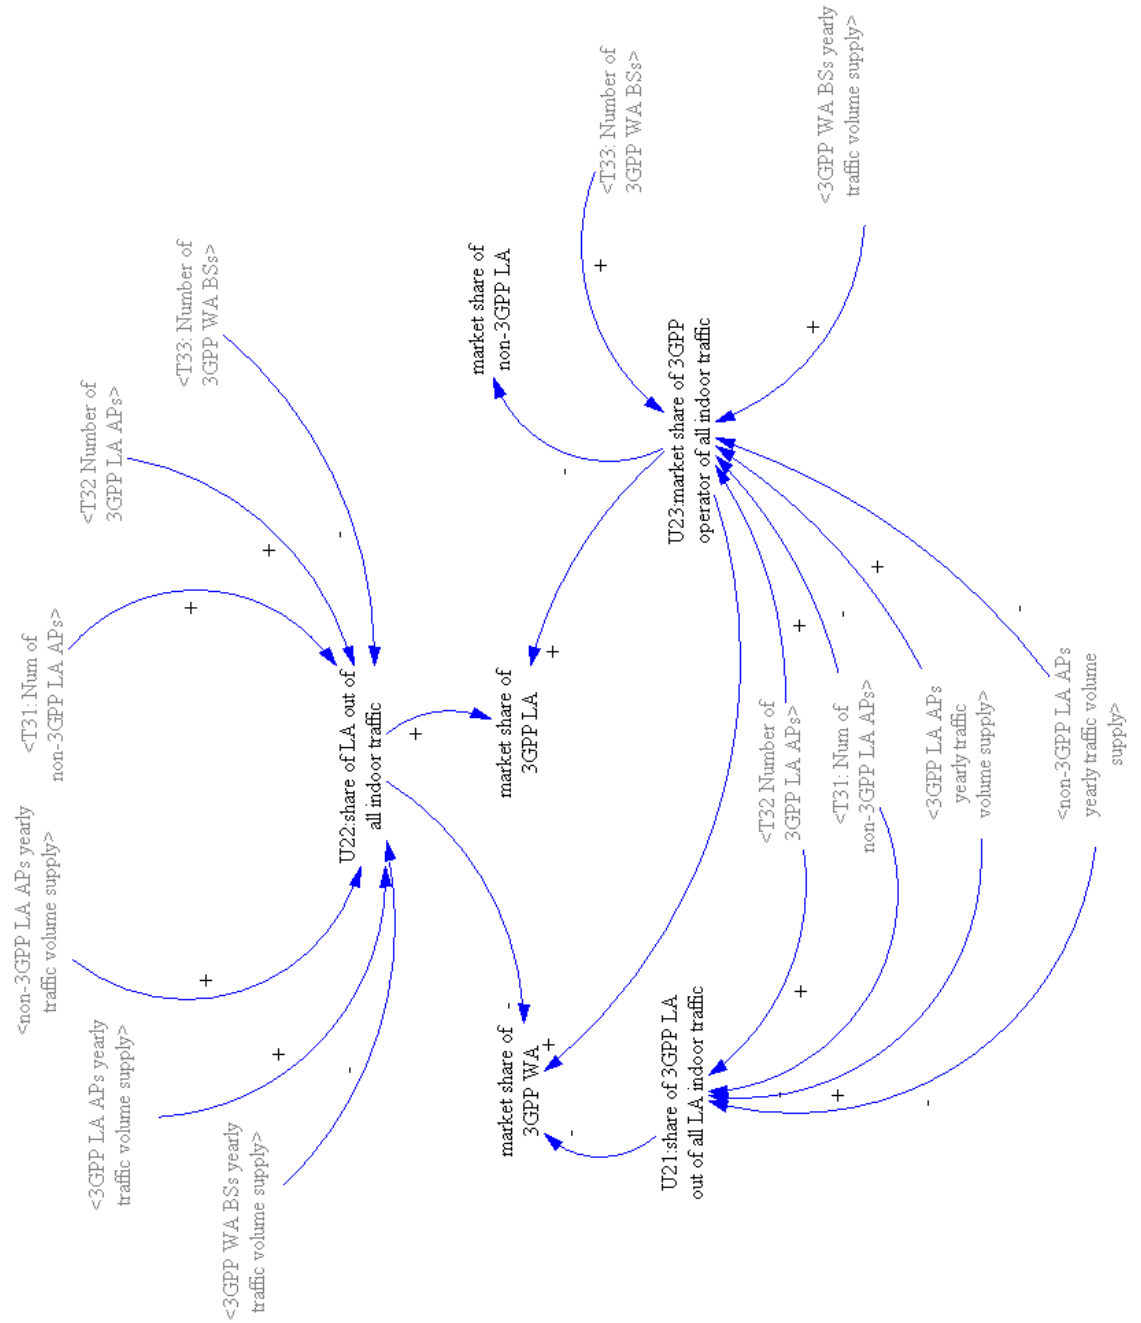 <non-3GPP LA APs yearly
traffic volume supply>
<T31: Num of
non-3GPP LA APs>
<3GPP LA APs yearly
traffic volume supply>
<T32 Number of
3GPP LA APs>
<T33: Number of
3GPP WA BSs>
+
+
<3GPP WA BSs yearly
traffic volume supply>
+
+
-
-
U22:share of LA out of
all indoor traffic
+
market share of
non-3GPP LA
market share of
3GPP WA
market share of
3GPP LA
-
+
+
-
-
<T33: Number of
3GPP WA BSs>
+
U21:share of 3GPP LA
out of all LA indoor traffic
U23:market share of 3GPP
operator of all indoor traffic
<T32 Number of
3GPP LA APs>
-
+
+
+
<3GPP WA BSs yearly
traffic volume supply>
<T31: Num of
non-3GPP LA APs>
+
-
+
<3GPP LA APs
yearly traffic
volume supply>
-
-
<non-3GPP LA APs
yearly traffic volume
supply>